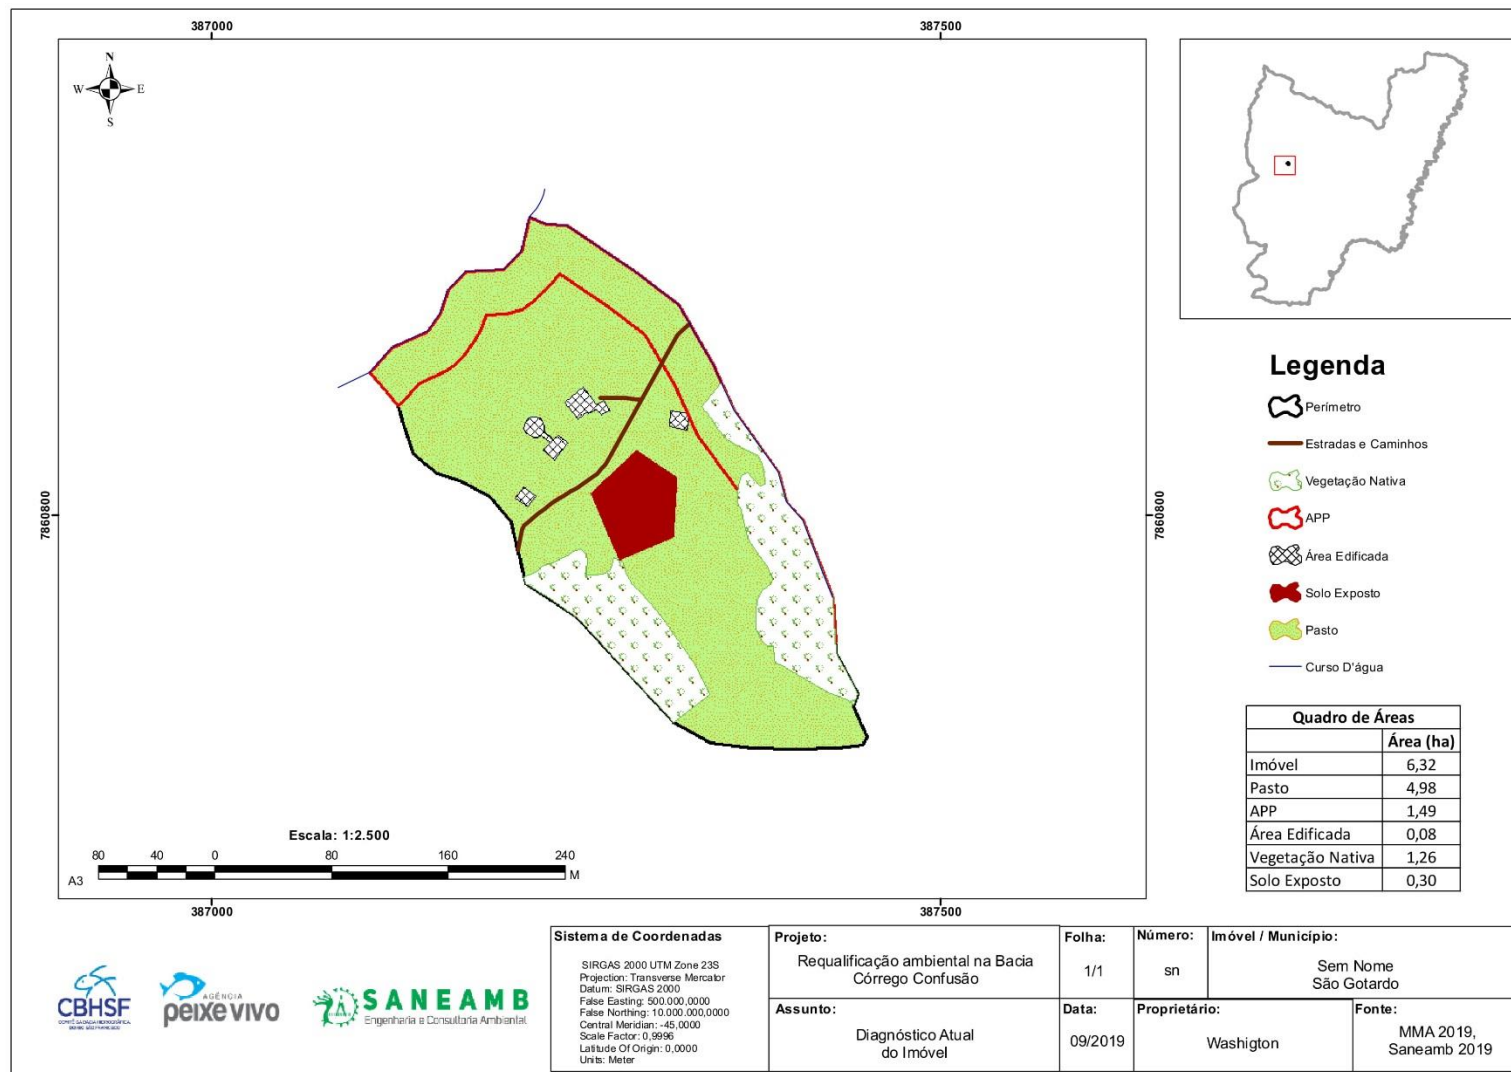 387000
387500
N
W
E
S
7860800
7860800
Legenda
Perímetro
Estradas e Caminhos
Vegetação Nativa
APP
Área Edificada
Solo Exposto
Pasto
Curso D'água
Quadro de Áreas
Área (ha)
Imóvel 6,32
Pasto 4,98
APP 1,49
Área Edificada 0,08
Vegetação Nativa 1,26
Solo Exposto 0,30
Escala: 1:2.500
80 40 0 80 160 240
A3
M
387000
387500
CBHSF
COMITÊ DA BACIA HIDROGRÁFICA
AGÊNCIA
peixe vivo
SANEAMB
Engenharia e Consultoria Ambiental
Sistema de Coordenadas
SIRGAS 2000 UTM Zone 23S
Projection: Transverse Mercator
Datum: SIRGAS 2000
False Easting: 500.000,0000
False Northing: 10.000.000,0000
Central Meridian: -45,0000
Scale Factor: 0,9996
Latitude Of Origin: 0,0000
Units: Meter
Projeto:
Requalificação ambiental na Bacia
Córrego Confusão
Folha:
1/1
Número:
sn
Imóvel / Município:
Sem Nome
São Gotardo
Assunto:
Diagnóstico Atual
do Imóvel
Data:
09/2019
Proprietário:
Washigton
Fonte:
MMA 2019,
Saneamb 2019